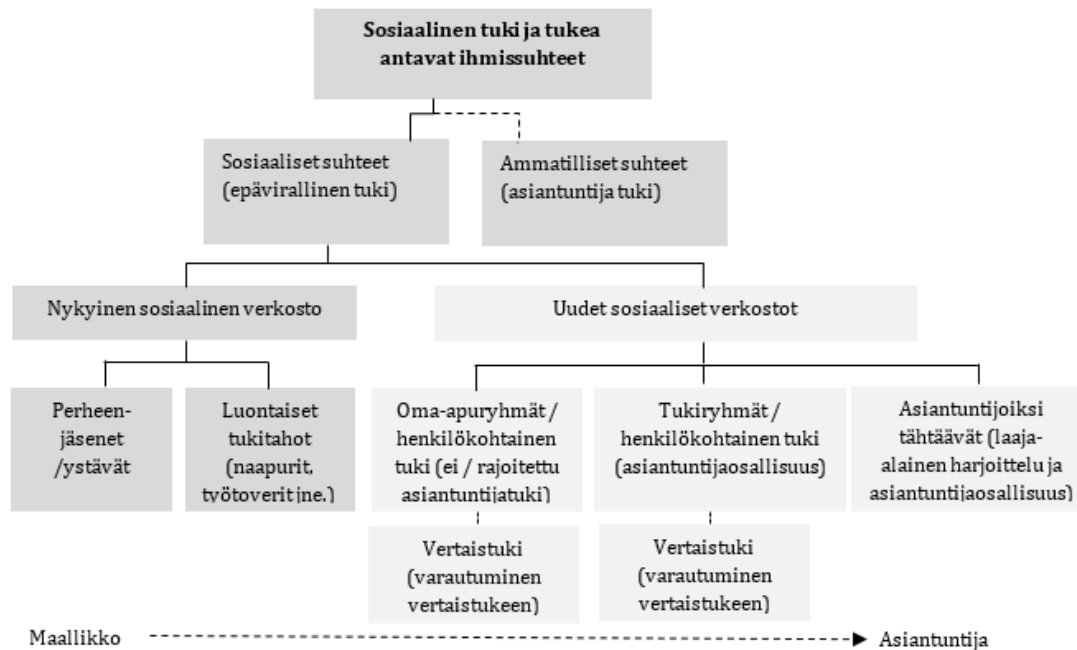 Sosiaalinen tuki ja tukea
antavat ihmissuhteet
Sosiaaliset suhteet
(epävirallinen tuki)
Ammatilliset suhteet
(asiantuntija tuki)
Nykyinen sosiaalinen verkosto
Uudet sosiaaliset verkostot
Perheen-
jäsenet
/ystävät
Luontaiset
tukitahot
(naapurit,
työtoverit jne.)
Oma-apuryhmät /
henkilökohtainen
tuki (ei / rajoitettu
asiantuntijatuki)
Tukiryhmät /
henkilökohtainen tuki
(asiantuntijaosallisuus)
Asiantuntijoiksi
tähtäävät (laaja-
alainen harjoittelu ja
asiantuntijaosallisuus)
Vertaistuki
(varautuminen
vertaistukeen)
Vertaistuki
(varautuminen
vertaistukeen)
Maallikko
Asiantuntija